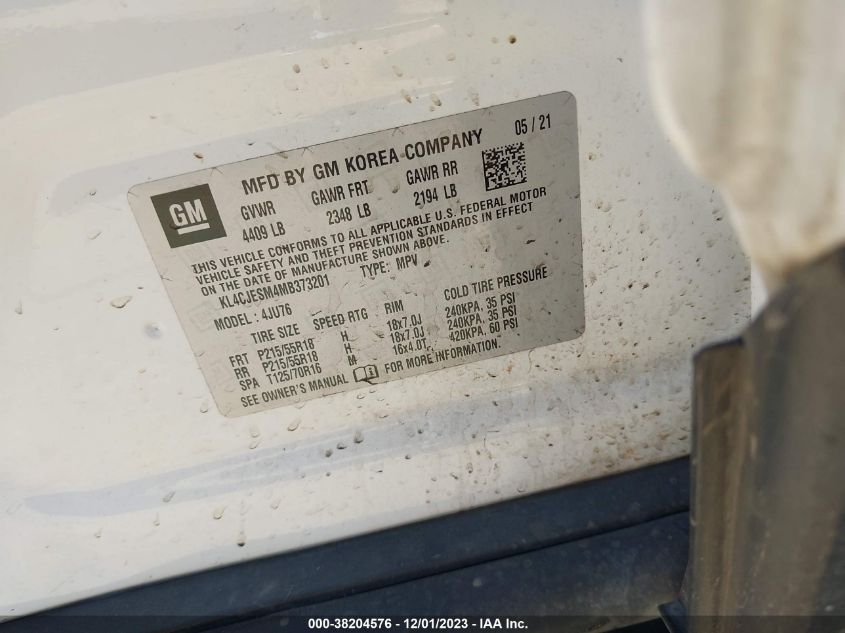 GM
MFD BY GM KOREA COMPANY 05 / 21
GVWR GAWR FRT GAWR RR
4409 LB 2348 LB 2194 LB
THIS VEHICLE CONFORMS TO ALL APPLICABLE U.S. FEDERAL MOTOR
VEHICLE SAFETY AND THEFT PREVENTION STANDARDS IN EFFECT
ON THE DATE OF MANUFACTURE SHOWN ABOVE.
KL4CJESM4MB373201 TYPE: MPV
MODEL: 4JU76
TIRE SIZE SPEED RTG RIM COLD TIRE PRESSURE
FRT P215/55R18 H 18x7.0J 240KPA, 35 PSI
RR P215/55R18 H 18x7.0J 240KPA, 35 PSI
SPA T125/70R16 M 16x4.0T 420KPA, 60 PSI
SEE OWNER'S MANUAL FOR MORE INFORMATION.
000-38204576 - 12/01/2023 - IAA Inc.